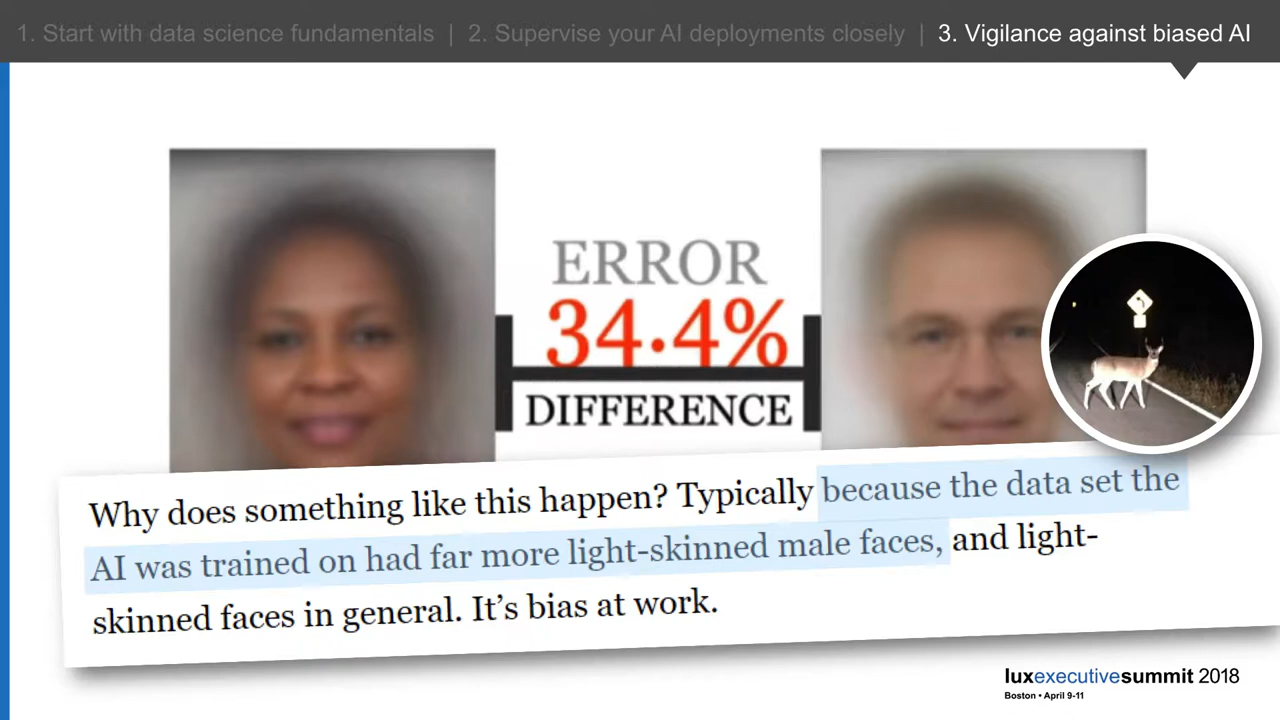 1. Start with data science fundamentals | 2. Supervise your AI deployments closely | 3. Vigilance against biased AI
ERROR
34.4%
DIFFERENCE
Why does something like this happen? Typically because the data set the
AI was trained on had far more light-skinned male faces, and light-
skinned faces in general. It’s bias at work.
luxexecutivesummit 2018
Boston • April 9-11